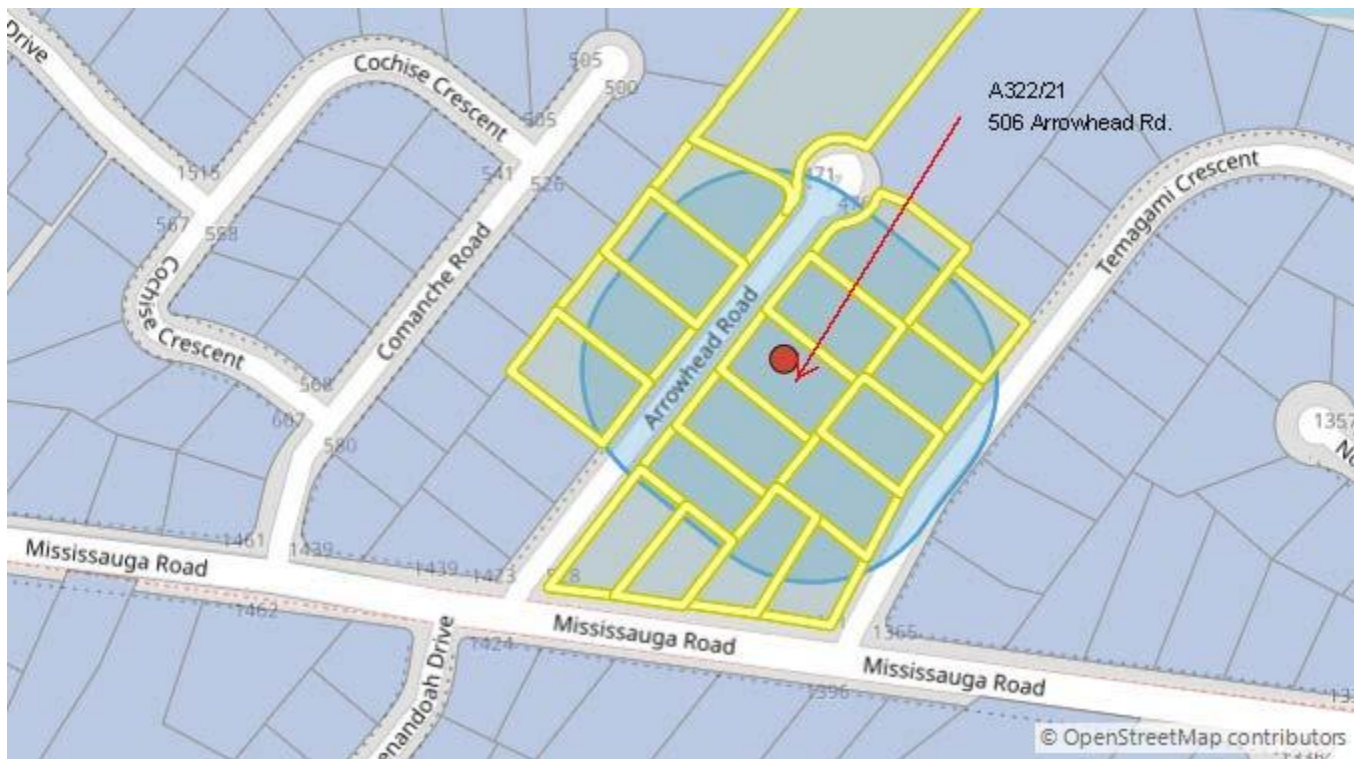 Drive
Cochise Crescent
505
500
505
541
526
A322/21
506 Arrowhead Rd.
1515
567
558
Cochise
Crescent
Comanche Road
Arrowhead Road
Temagami Crescent
471
568
607
580
1357
1461
1439
1439
1423
Mississauga Road
1462
1424
Mississauga Road
1365
Mississauga Road
1396
© OpenStreetMap contributors